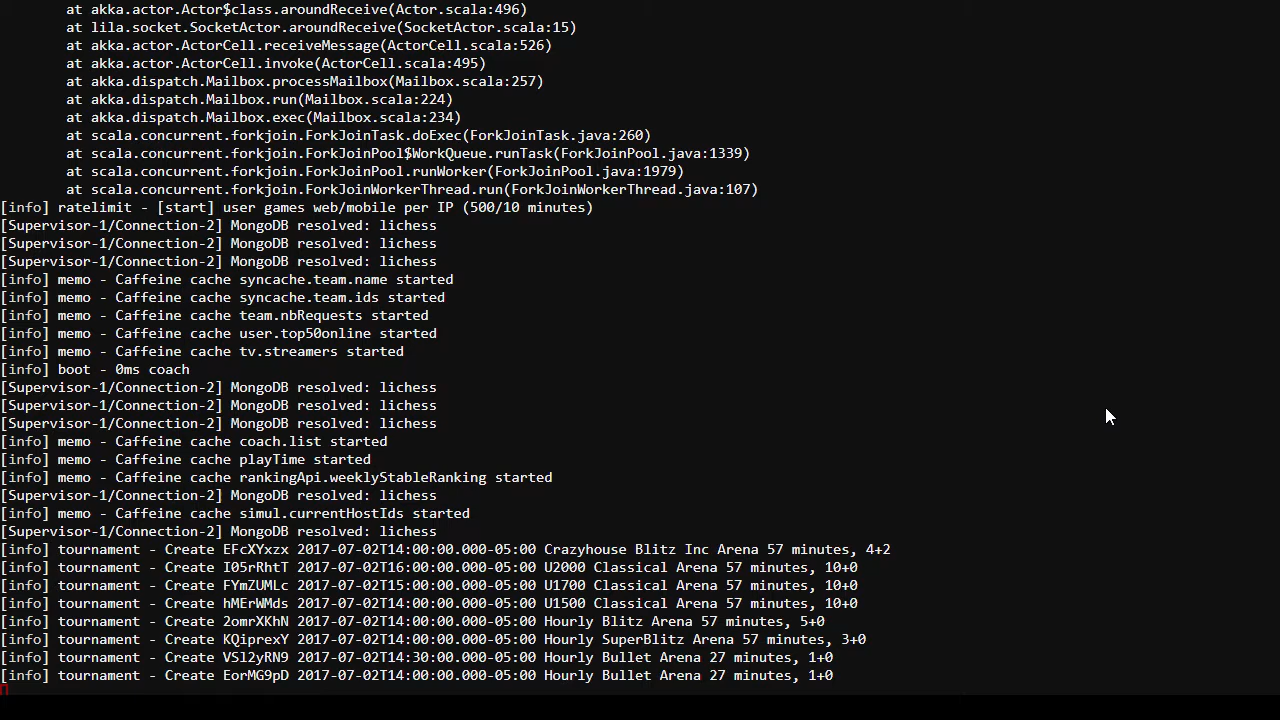 at akka.actor.Actor$class.aroundReceive(Actor.scala:496)
at lila.socket.SocketActor.aroundReceive(SocketActor.scala:15)
at akka.actor.ActorCell.receiveMessage(ActorCell.scala:526)
at akka.actor.ActorCell.invoke(ActorCell.scala:495)
at akka.dispatch.Mailbox.processMailbox(Mailbox.scala:257)
at akka.dispatch.Mailbox.run(Mailbox.scala:224)
at akka.dispatch.Mailbox.exec(Mailbox.scala:234)
at scala.concurrent.forkjoin.ForkJoinTask.doExec(ForkJoinTask.java:260)
at scala.concurrent.forkjoin.ForkJoinPool$WorkQueue.runTask(ForkJoinPool.java:1339)
at scala.concurrent.forkjoin.ForkJoinPool.runWorker(ForkJoinPool.java:1979)
at scala.concurrent.forkjoin.ForkJoinWorkerThread.run(ForkJoinWorkerThread.java:107)
[info] ratelimit - [start] user games web/mobile per IP (500/10 minutes)
[Supervisor-1/Connection-2] MongoDB resolved: lichess
[Supervisor-1/Connection-2] MongoDB resolved: lichess
[Supervisor-1/Connection-2] MongoDB resolved: lichess
[info] memo - Caffeine cache syncache.team.name started
[info] memo - Caffeine cache syncache.team.ids started
[info] memo - Caffeine cache team.nbRequests started
[info] memo - Caffeine cache user.top50online started
[info] memo - Caffeine cache tv.streamers started
[info] boot - 0ms coach
[Supervisor-1/Connection-2] MongoDB resolved: lichess
[Supervisor-1/Connection-2] MongoDB resolved: lichess
[Supervisor-1/Connection-2] MongoDB resolved: lichess
[info] memo - Caffeine cache coach.list started
[info] memo - Caffeine cache playTime started
[info] memo - Caffeine cache rankingApi.weeklyStableRanking started
[Supervisor-1/Connection-2] MongoDB resolved: lichess
[info] memo - Caffeine cache simul.currentHostIds started
[Supervisor-1/Connection-2] MongoDB resolved: lichess
[info] tournament - Create EFcXYxzx 2017-07-02T14:00:00.000-05:00 Crazyhouse Blitz Inc Arena 57 minutes, 4+2
[info] tournament - Create I05rRhtT 2017-07-02T16:00:00.000-05:00 U2000 Classical Arena 57 minutes, 10+0
[info] tournament - Create FYmZUMLc 2017-07-02T15:00:00.000-05:00 U1700 Classical Arena 57 minutes, 10+0
[info] tournament - Create hMErWMds 2017-07-02T14:00:00.000-05:00 U1500 Classical Arena 57 minutes, 10+0
[info] tournament - Create 2omrXKhN 2017-07-02T14:00:00.000-05:00 Hourly Blitz Arena 57 minutes, 5+0
[info] tournament - Create KQiprexY 2017-07-02T14:00:00.000-05:00 Hourly SuperBlitz Arena 57 minutes, 3+0
[info] tournament - Create VSl2yRN9 2017-07-02T14:30:00.000-05:00 Hourly Bullet Arena 27 minutes, 1+0
[info] tournament - Create EorMG9pD 2017-07-02T14:00:00.000-05:00 Hourly Bullet Arena 27 minutes, 1+0